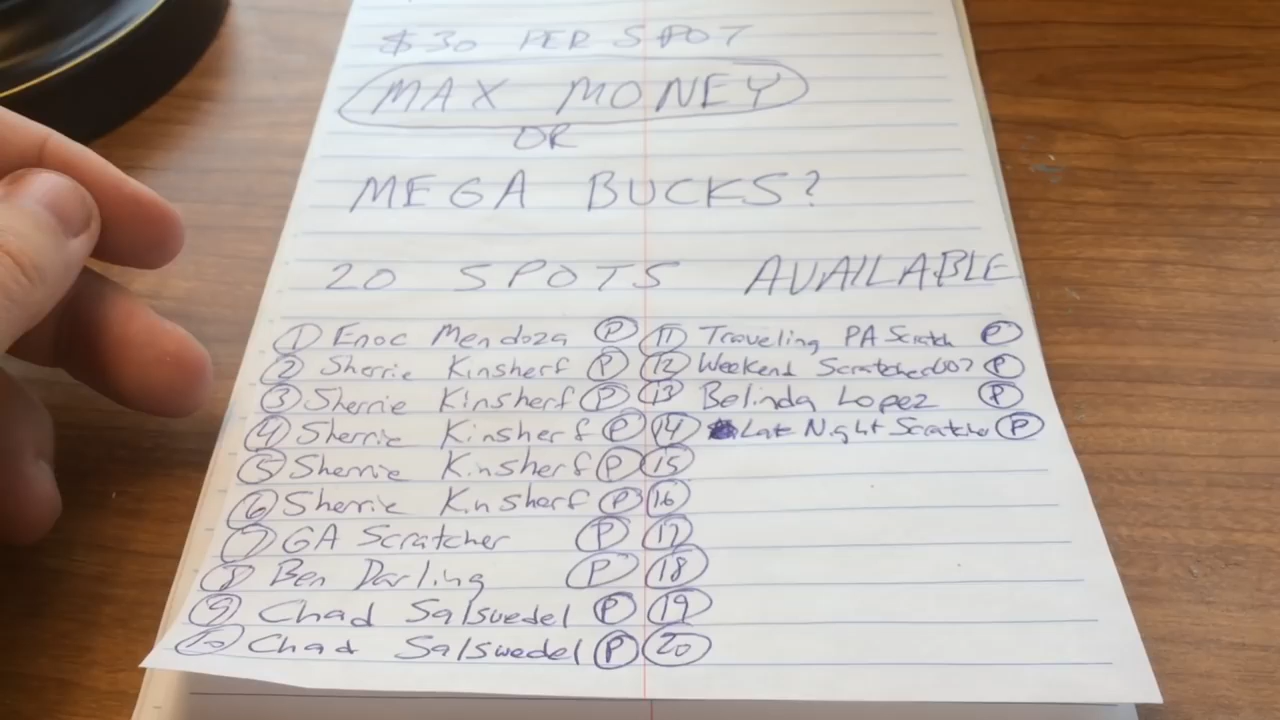 $30 PER SPOT
MAX MONEY
OR
MEGA BUCKS?
20 SPOTS AVAILABLE
1 Enoc Mendoza P
2 Sherrie Kinsherf P
3 Sherrie Kinsherf P
4 Sherrie Kinsherf P
5 Sherrie Kinsherf P
6 Sherrie Kinsherf P
7 GA Scratcher P
8 Ben Darling P
9 Chad Salswedel P
10 Chad Salswedel P
11 Traveling PA Scratch P
12 Weekend Scratcher007 P
13 Belinda Lopez P
14 Late Night Scratcher P
15
16
17
18
19
20